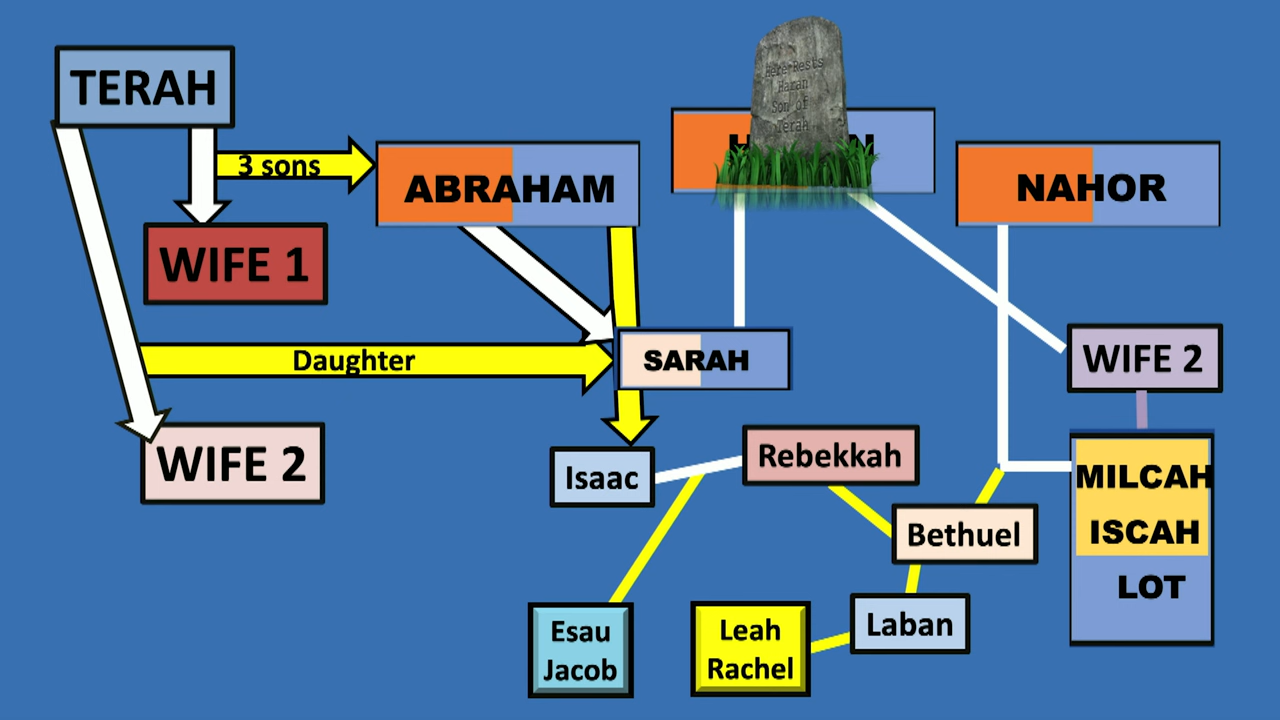 TERAH
3 sons
ABRAHAM
Here Rests
Haran
Son of
Terah
NAHOR
WIFE 1
Daughter
SARAH
WIFE 2
WIFE 2
Isaac
Rebekkah
MILCAH
ISCAH
LOT
Bethuel
Esau
Jacob
Leah
Rachel
Laban